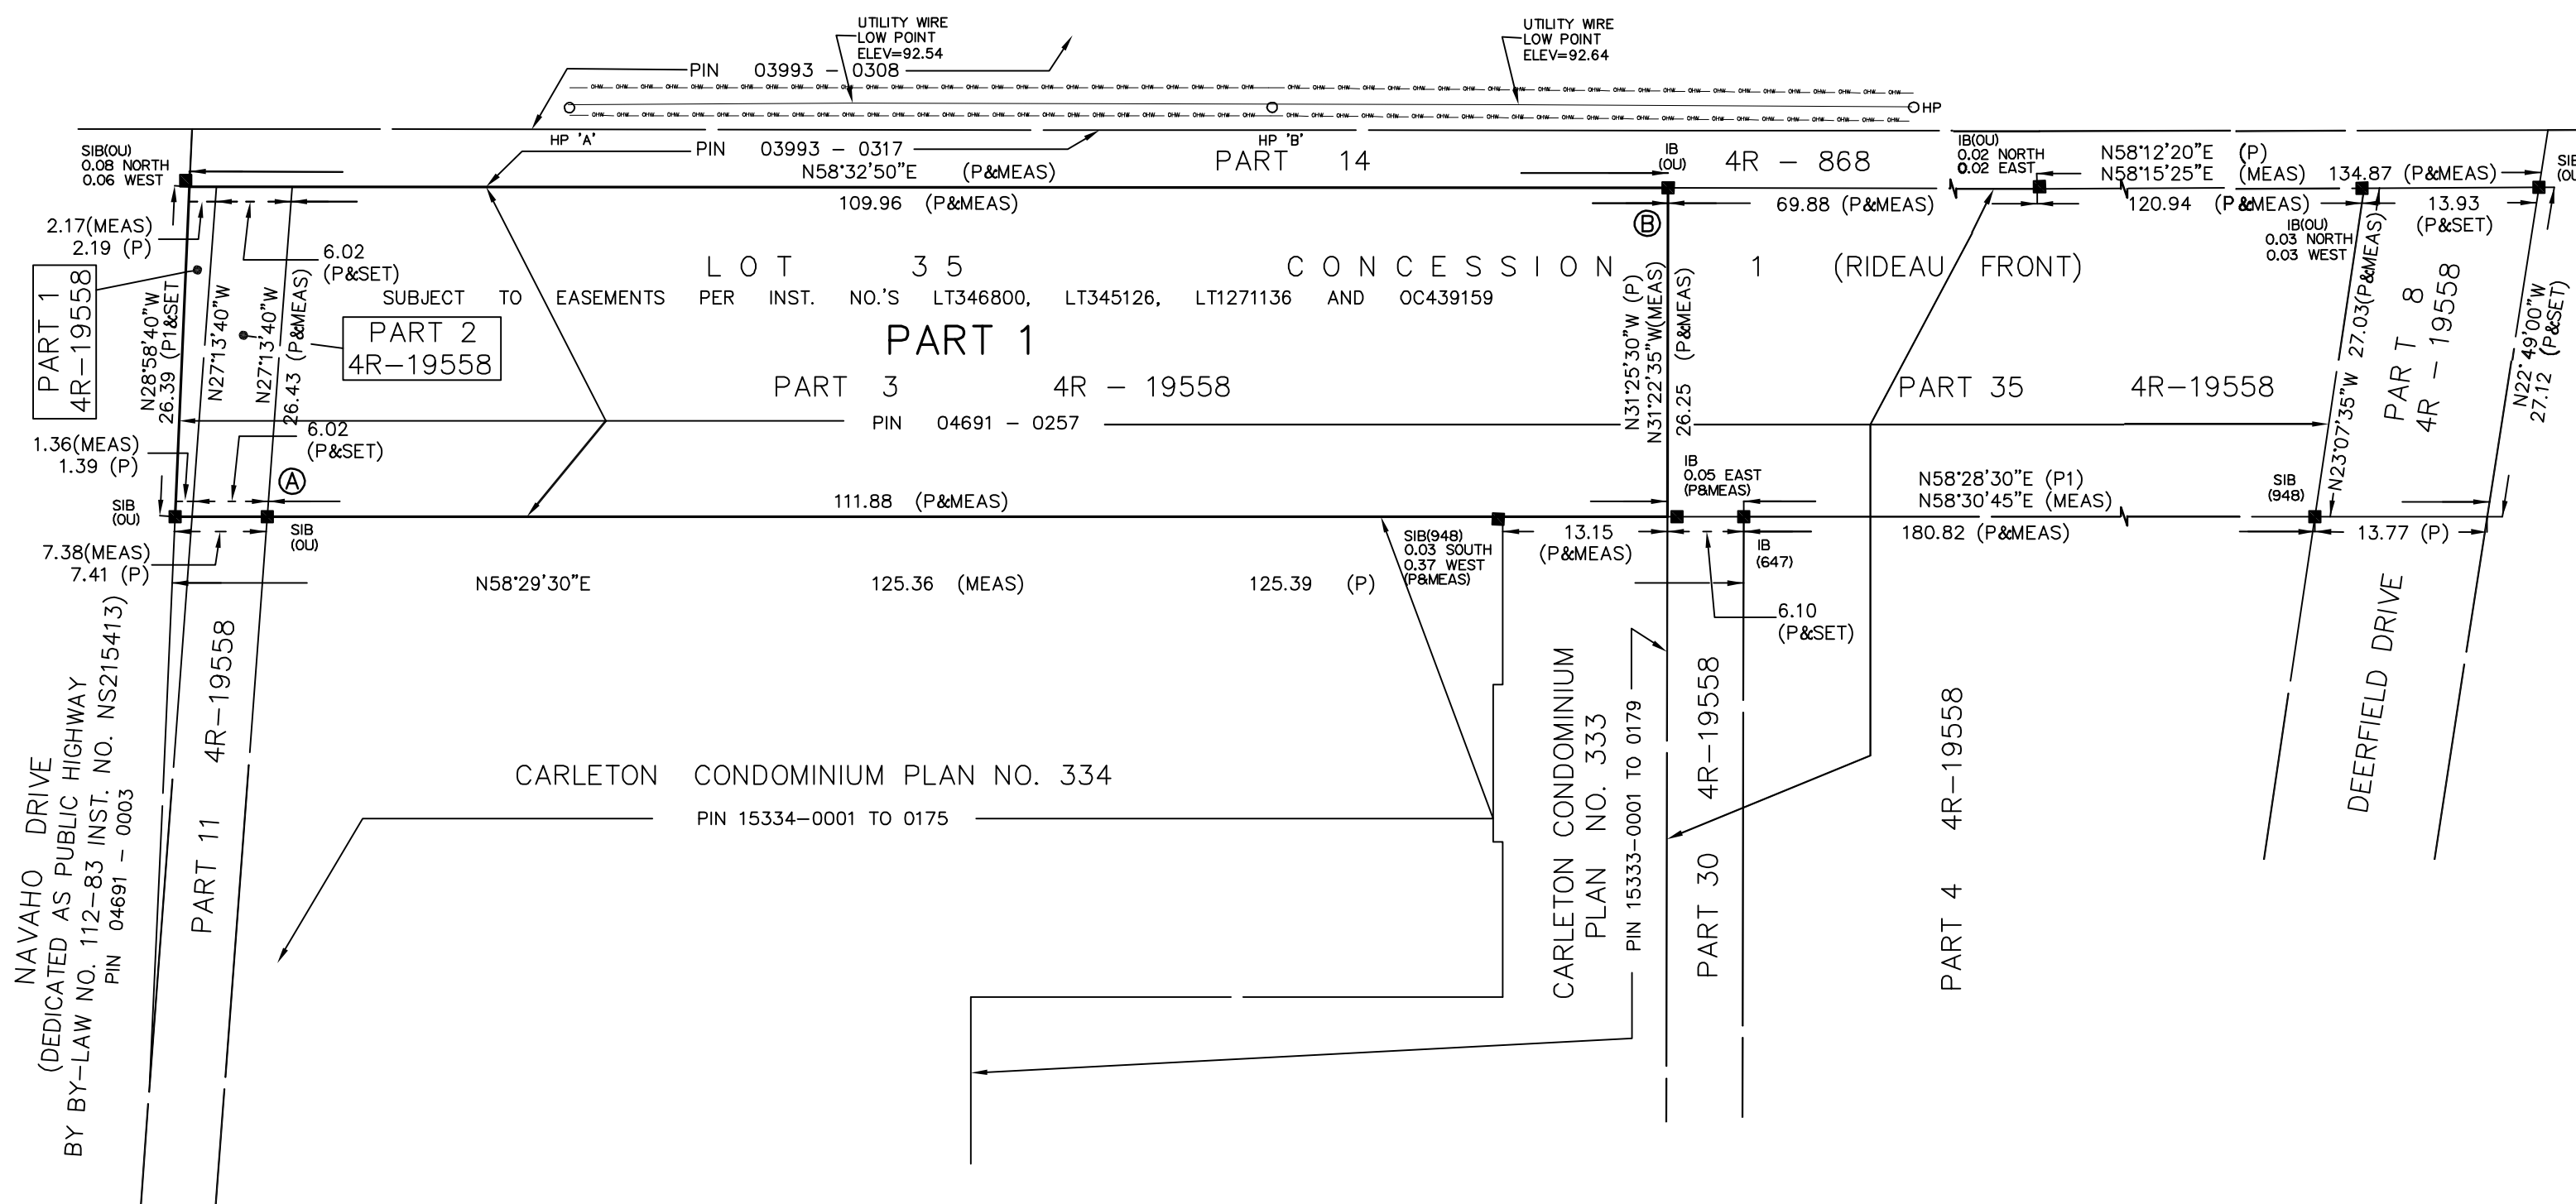 UTILITY WIRE
LOW POINT
ELEV=92.54
UTILITY WIRE
LOW POINT
ELEV=92.64
PIN 03993 - 0308
HP
HP 'A'
HP 'B'
PIN 03993 - 0317
SIB(OU)
0.08 NORTH
0.06 WEST
N58°32'50"E (P&MEAS)
109.96 (P&MEAS)
PART 14
4R - 868
IB
(OU)
IB(OU)
0.02 NORTH
0.02 EAST
N58°12'20"E (P)
N58°15'25"E (MEAS)
134.87 (P&MEAS)
69.88 (P&MEAS)
120.94 (P&MEAS)
13.93
(P&SET)
IB(OU)
0.03 NORTH
0.03 WEST
2.17(MEAS)
2.19 (P)
6.02
(P&SET)
B
LOT 35 CONCESSION 1 (RIDEAU FRONT)
SUBJECT TO EASEMENTS PER INST. NO.'S LT346800, LT345126, LT1271136 AND OC439159
PART 1
PART 1
4R-19558
PART 2
4R-19558
N28°58'40"W
26.39 (P1&SET
N27°13'40"W
N27°13'40"W
26.43 (P&MEAS)
PART 3 4R - 19558
PIN 04691 - 0257
N31°25'30"W (P)
N31°22'35"W(MEAS)
26.25 (P&MEAS)
PART 35 4R-19558
N23°07'35"W 27.03(P&MEAS)
PART 8
4R - 19558
N22°49'00"W
27.12 (P&SET)
1.36(MEAS)
1.39 (P)
6.02
(P&SET)
A
111.88 (P&MEAS)
IB
0.05 EAST
(P&MEAS)
N58°28'30"E (P1)
N58°30'45"E (MEAS)
180.82 (P&MEAS)
SIB
(948)
13.77 (P)
SIB
(OU)
SIB
(OU)
7.38(MEAS)
7.41 (P)
N58°29'30"E 125.36 (MEAS) 125.39 (P)
SIB(948)
0.03 SOUTH
0.37 WEST
(P&MEAS)
13.15
(P&MEAS)
IB
(647)
6.10
(P&SET)
NAVAHO DRIVE
(DEDICATED AS PUBLIC HIGHWAY
BY BY-LAW NO. 112-83 INST. NO. NS215413)
PIN 04691 - 0003
PART 11 4R-19558
CARLETON CONDOMINIUM PLAN NO. 334
PIN 15334-0001 TO 0175
CARLETON CONDOMINIUM
PLAN NO. 333
PIN 15333-0001 TO 0179
PART 30 4R-19558
PART 4 4R-19558
DEERFIELD DRIVE